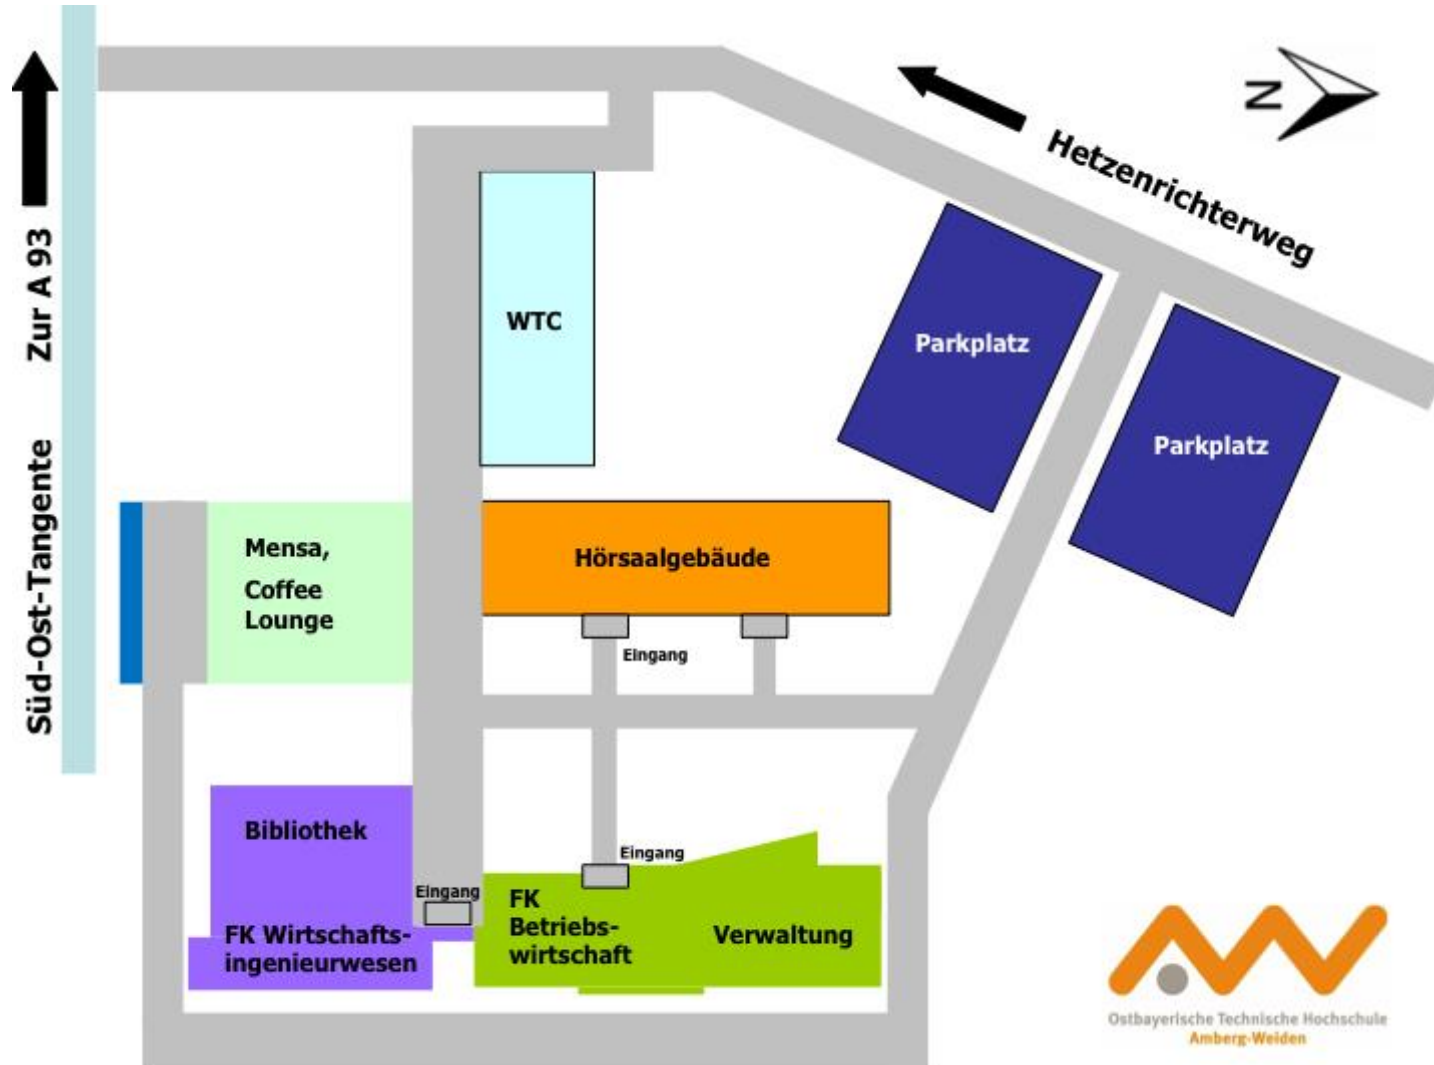 N
Hetzenrichterweg
Süd-Ost-Tangente Zur A 93
WTC
Parkplatz
Parkplatz
Mensa,
Coffee
Lounge
Hörsaalgebäude
Eingang
Bibliothek
Eingang
Eingang
FK Wirtschafts-
ingenieurwesen
FK
Betriebs-
wirtschaft
Verwaltung
Ostbayerische Technische Hochschule
Amberg-Weiden